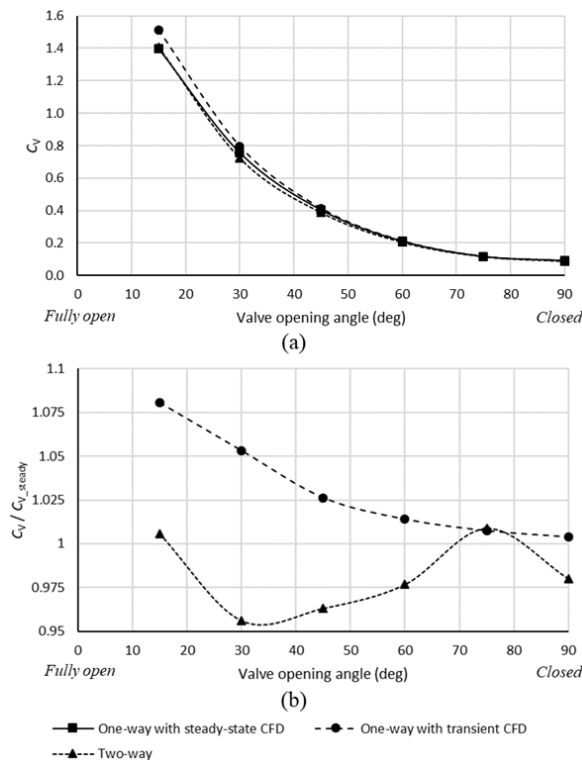 1.6
1.4
1.2
1.0
0.8
0.6
0.4
0.2
0.0
CV
0 10 20 30 40 50 60 70 80 90
Fully open Valve opening angle (deg) Closed
(a)
1.1
1.075
1.05
1.025
1
0.975
0.95
CV / CV_steady
0 10 20 30 40 50 60 70 80 90
Fully open Valve opening angle (deg) Closed
(b)
One-way with steady-state CFD One-way with transient CFD
Two-way